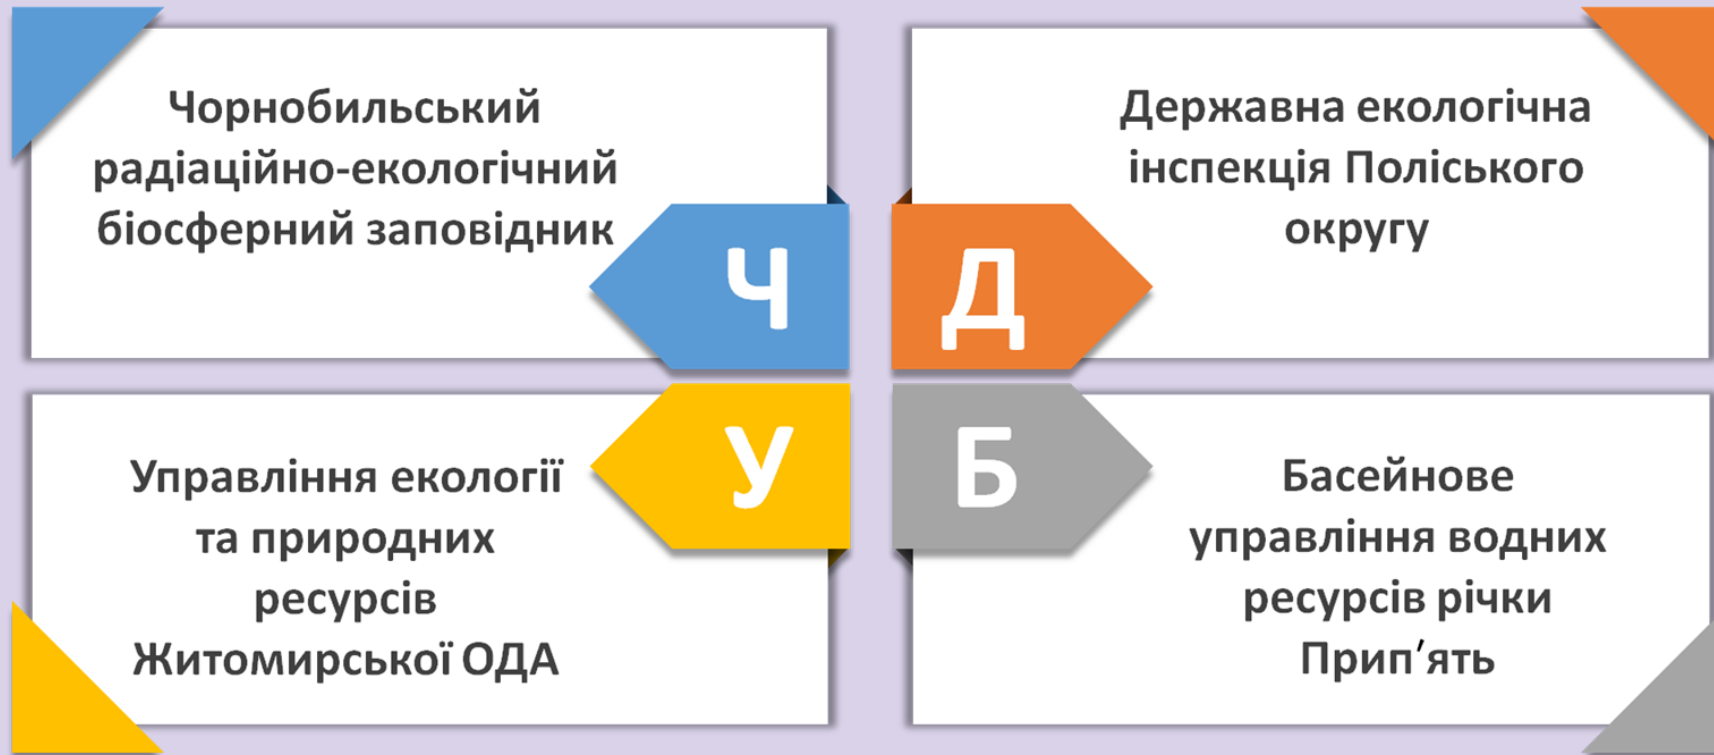 Чорнобильський
радіаційно-екологічний
біосферний заповідник
Ч
Державна екологічна
інспекція Поліського
округу
Д
Управління екології
та природних
ресурсів
Житомирської ОДА
У
Б
Басейнове
управління водних
ресурсів річки
Прип′ять